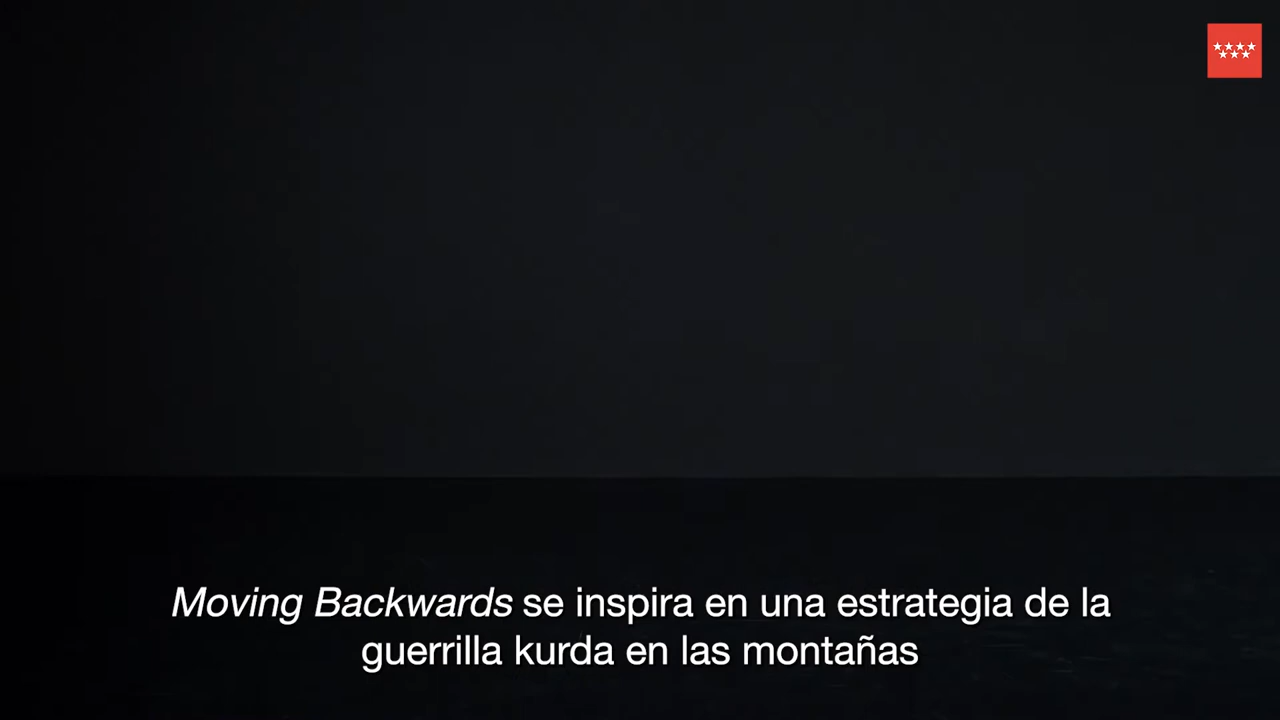 Moving Backwards se inspira en una estrategia de la
guerrilla kurda en las montañas